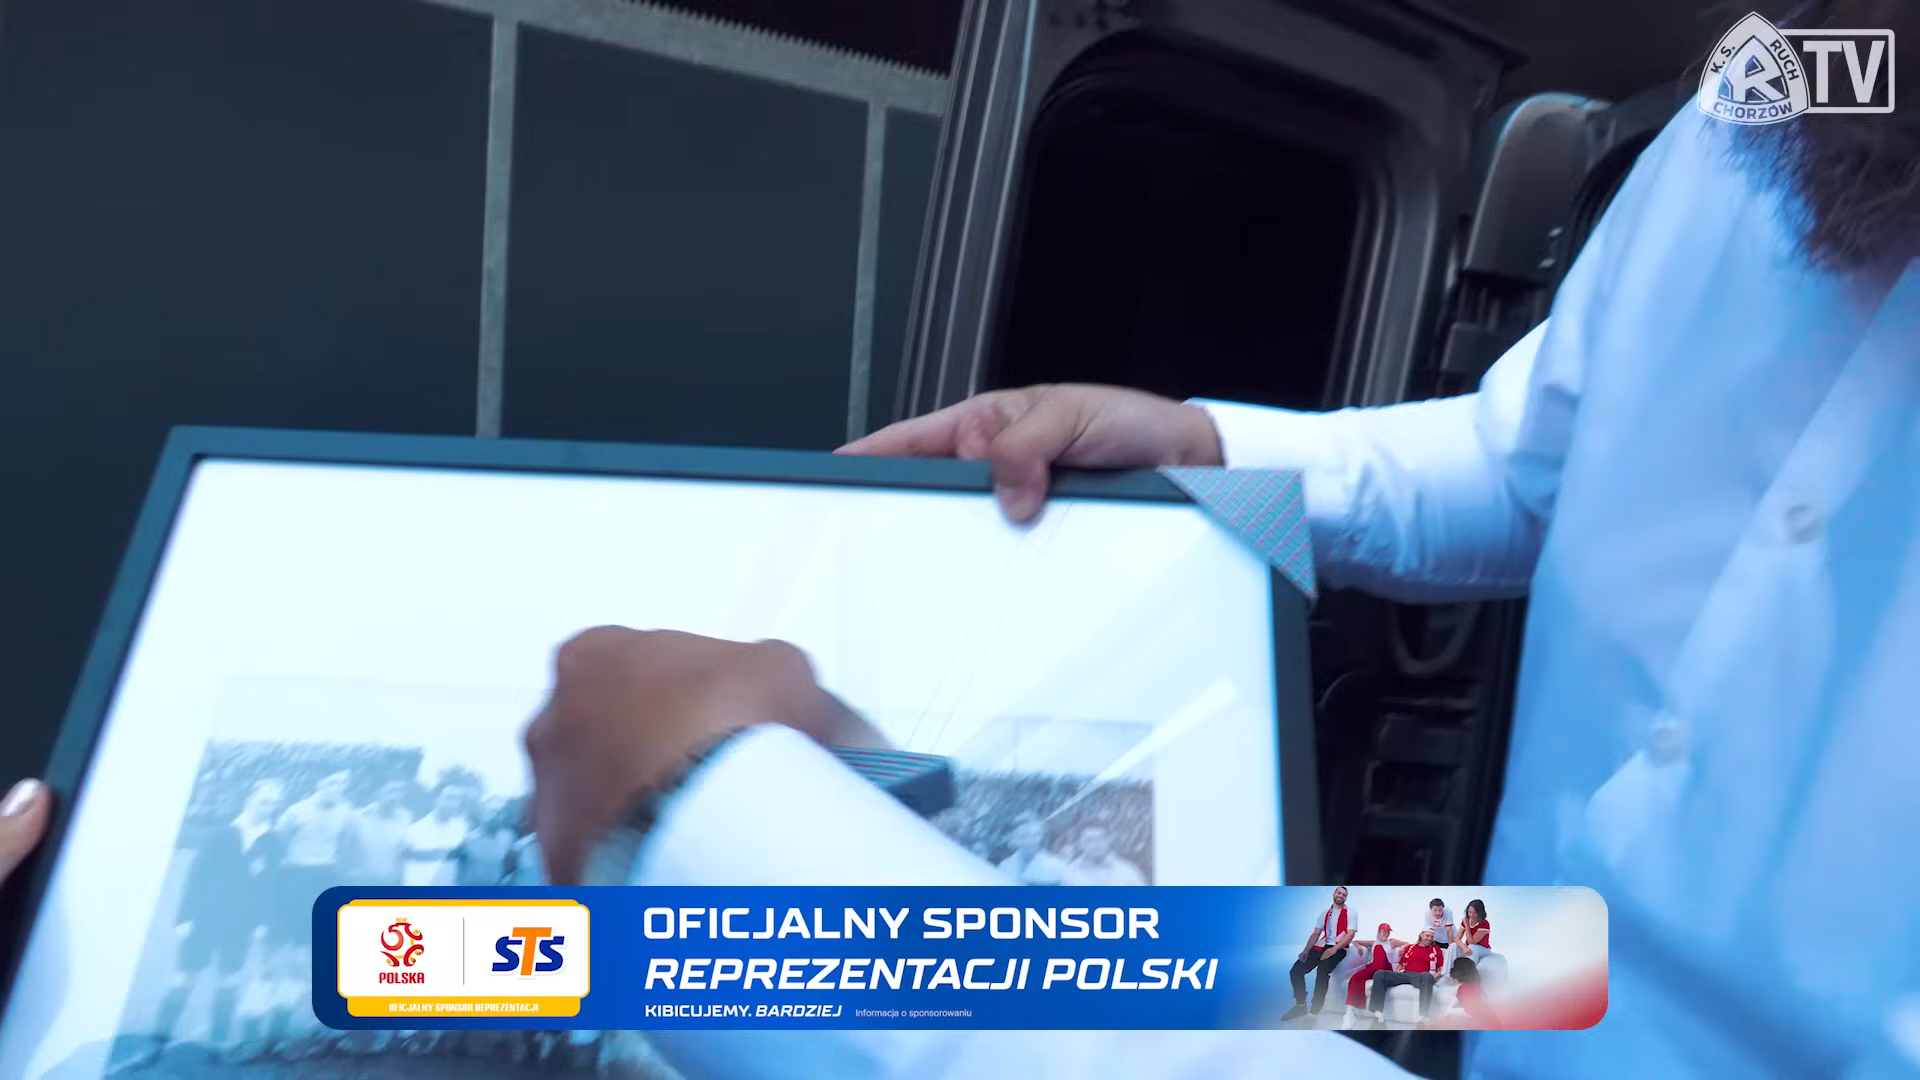 K.S. RUCH
CHORZÓW
TV
POLSKA
STS
OFICJALNY SPONSOR REPREZENTACJI
OFICJALNY SPONSOR
REPREZENTACJI POLSKI
KIBICUJEMY. BARDZIEJ
Informacja o sponsorowaniu